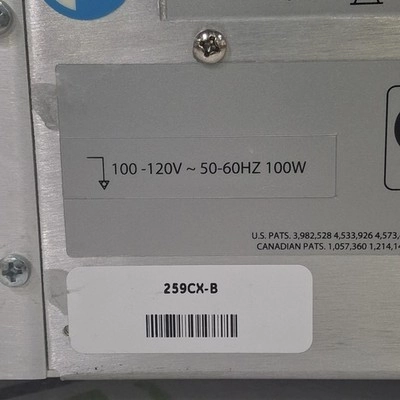 100 -120V ~ 50-60HZ 100W
U.S. PATS. 3,982,528 4,533,926 4,573,
CANADIAN PATS. 1,057,360 1,214,1
259CX-B